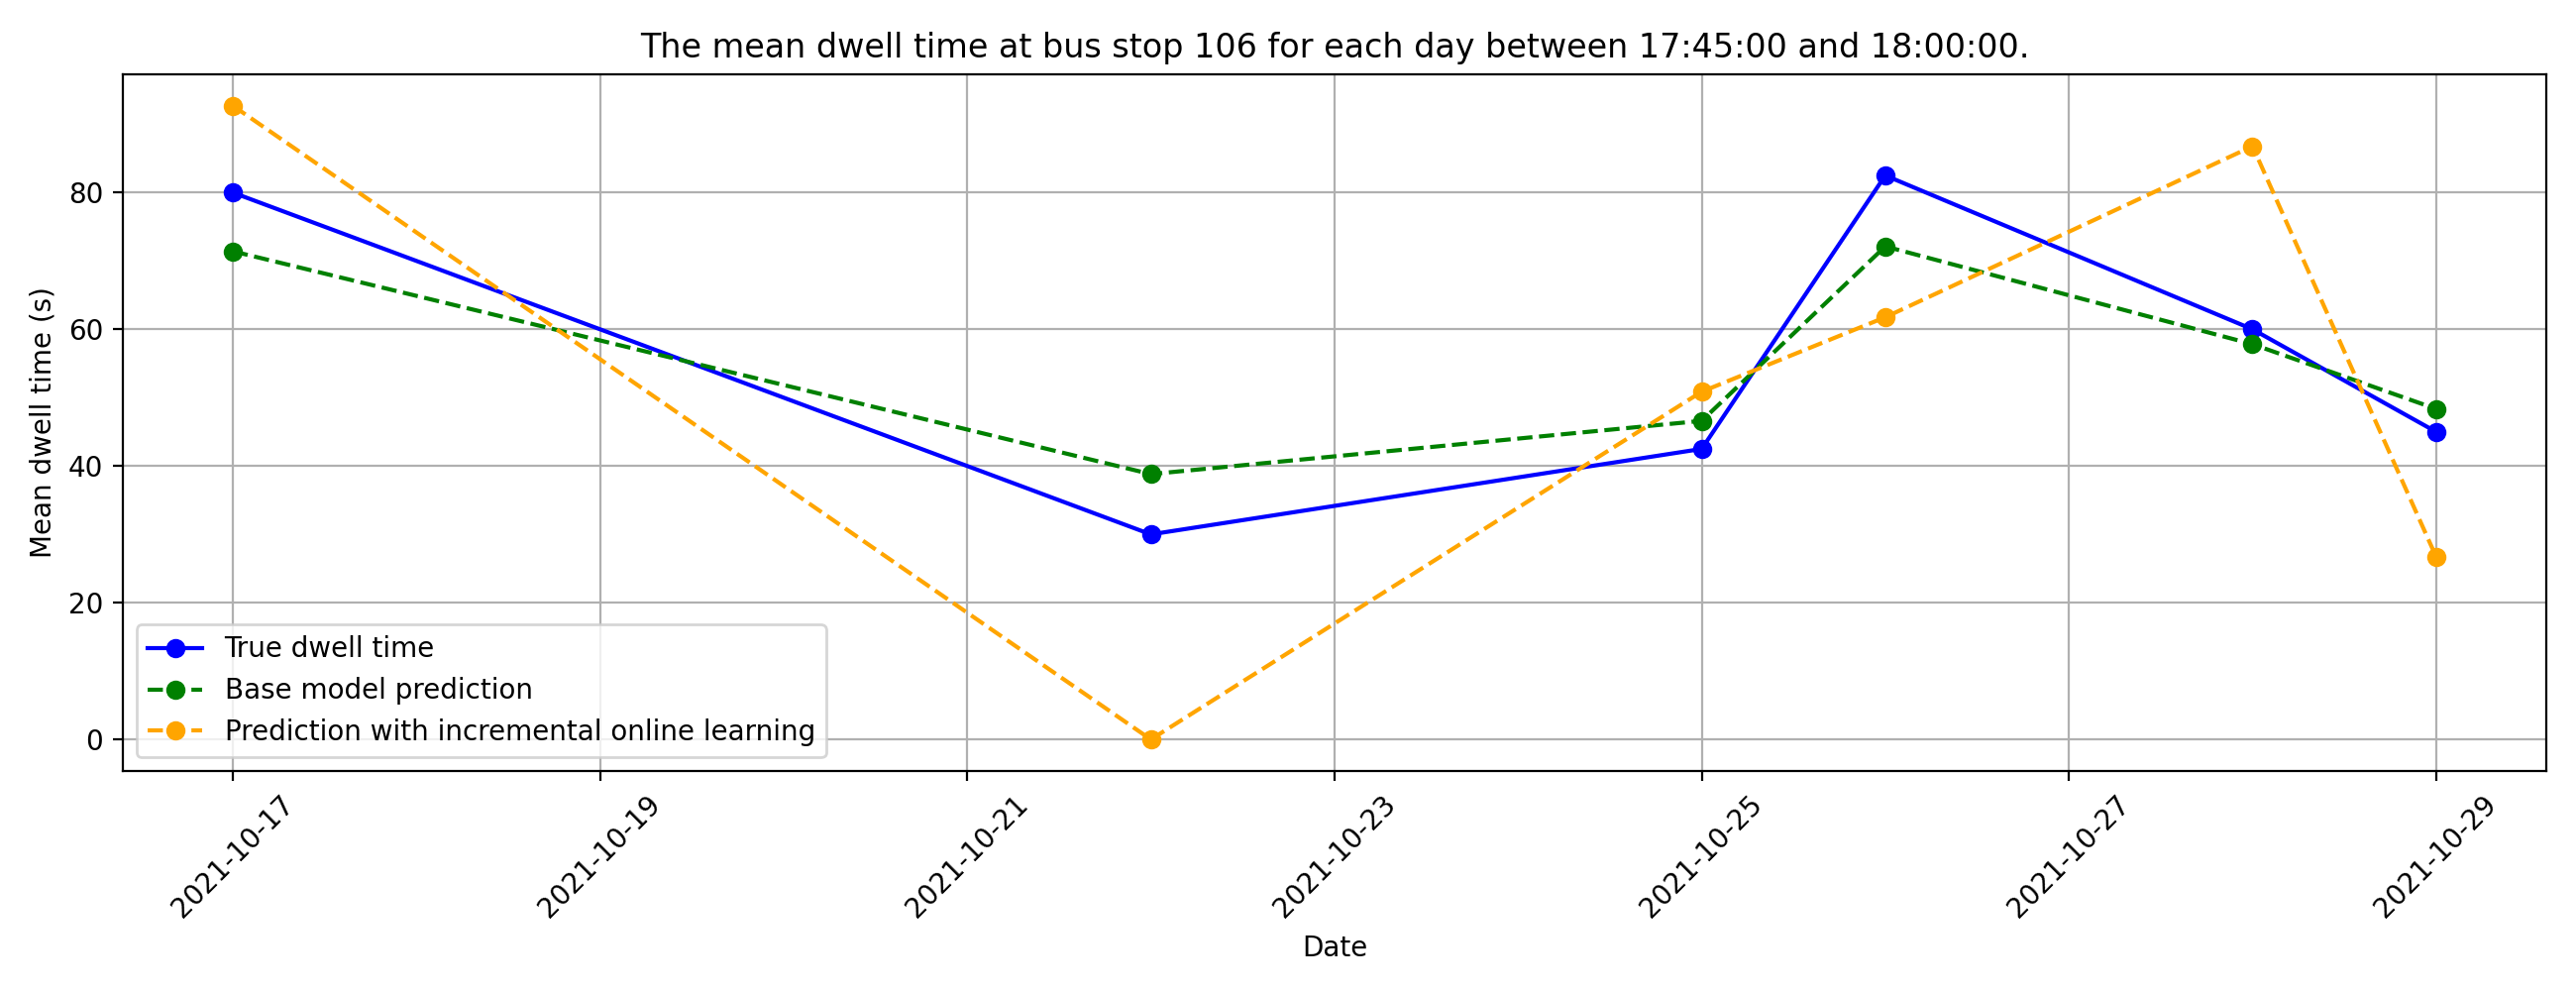 The mean dwell time at bus stop 106 for each day between 17:45:00 and 18:00:00.
Mean dwell time (s)
80
60
40
20
0
True dwell time
Base model prediction
Prediction with incremental online learning
2021-10-17
2021-10-19
2021-10-21
2021-10-23
2021-10-25
2021-10-27
2021-10-29
Date